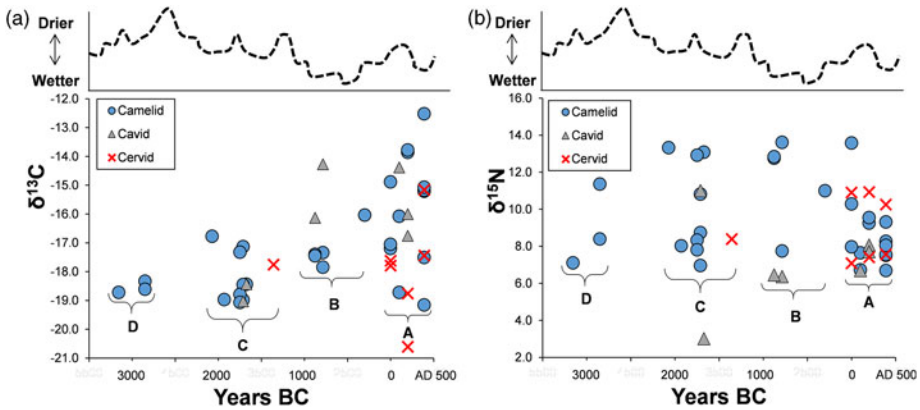 (a)
Drier
Wetter
δ13C
-12.0
-13.0
-14.0
-15.0
-16.0
-17.0
-18.0
-19.0
-20.0
-21.0
Camelid
Cavid
Cervid
D
C
B
A
3000
2000
1000
0
AD 500
Years BC
(b)
Drier
Wetter
δ15N
16.0
14.0
12.0
10.0
8.0
6.0
4.0
2.0
Camelid
Cavid
Cervid
D
C
B
A
3000
2000
1000
0
AD 500
Years BC